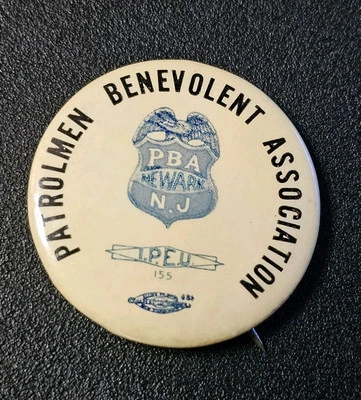 PATROLMEN BENEVOLENT ASSOCIATION
PBA
NEWARK
N.J
I.P.E.U.
155